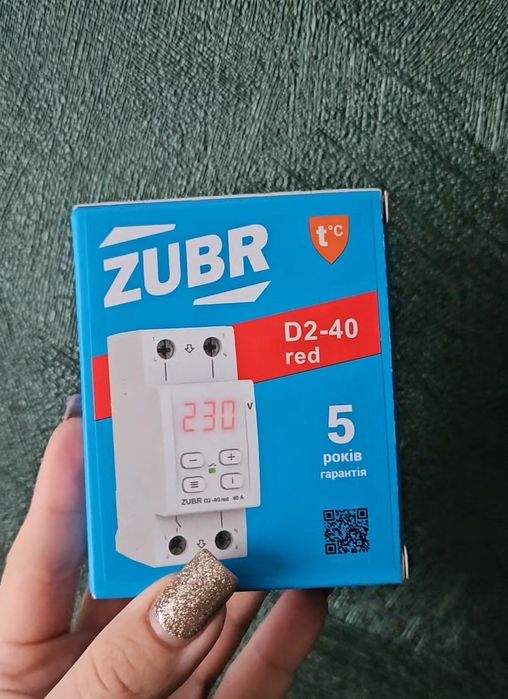 ZUBR
t°C
D2-40
red
L N
230 V
− +
≡ i
ZUBR D2-40 red 40 A
5
років
гарантія